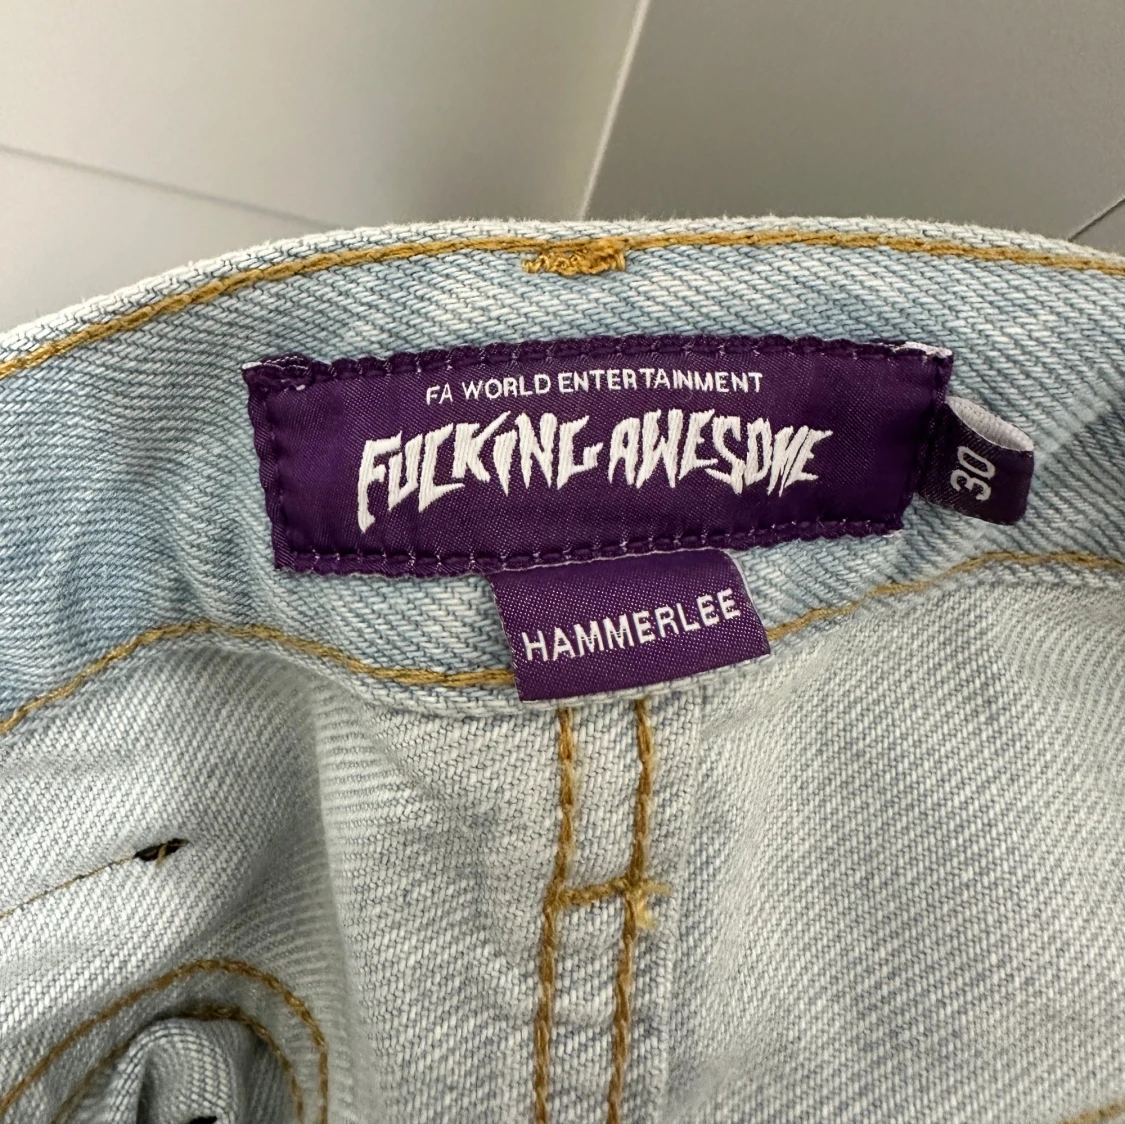 FA WORLD ENTERTAINMENT
FUCKING AWESOME
30
HAMMERLEE